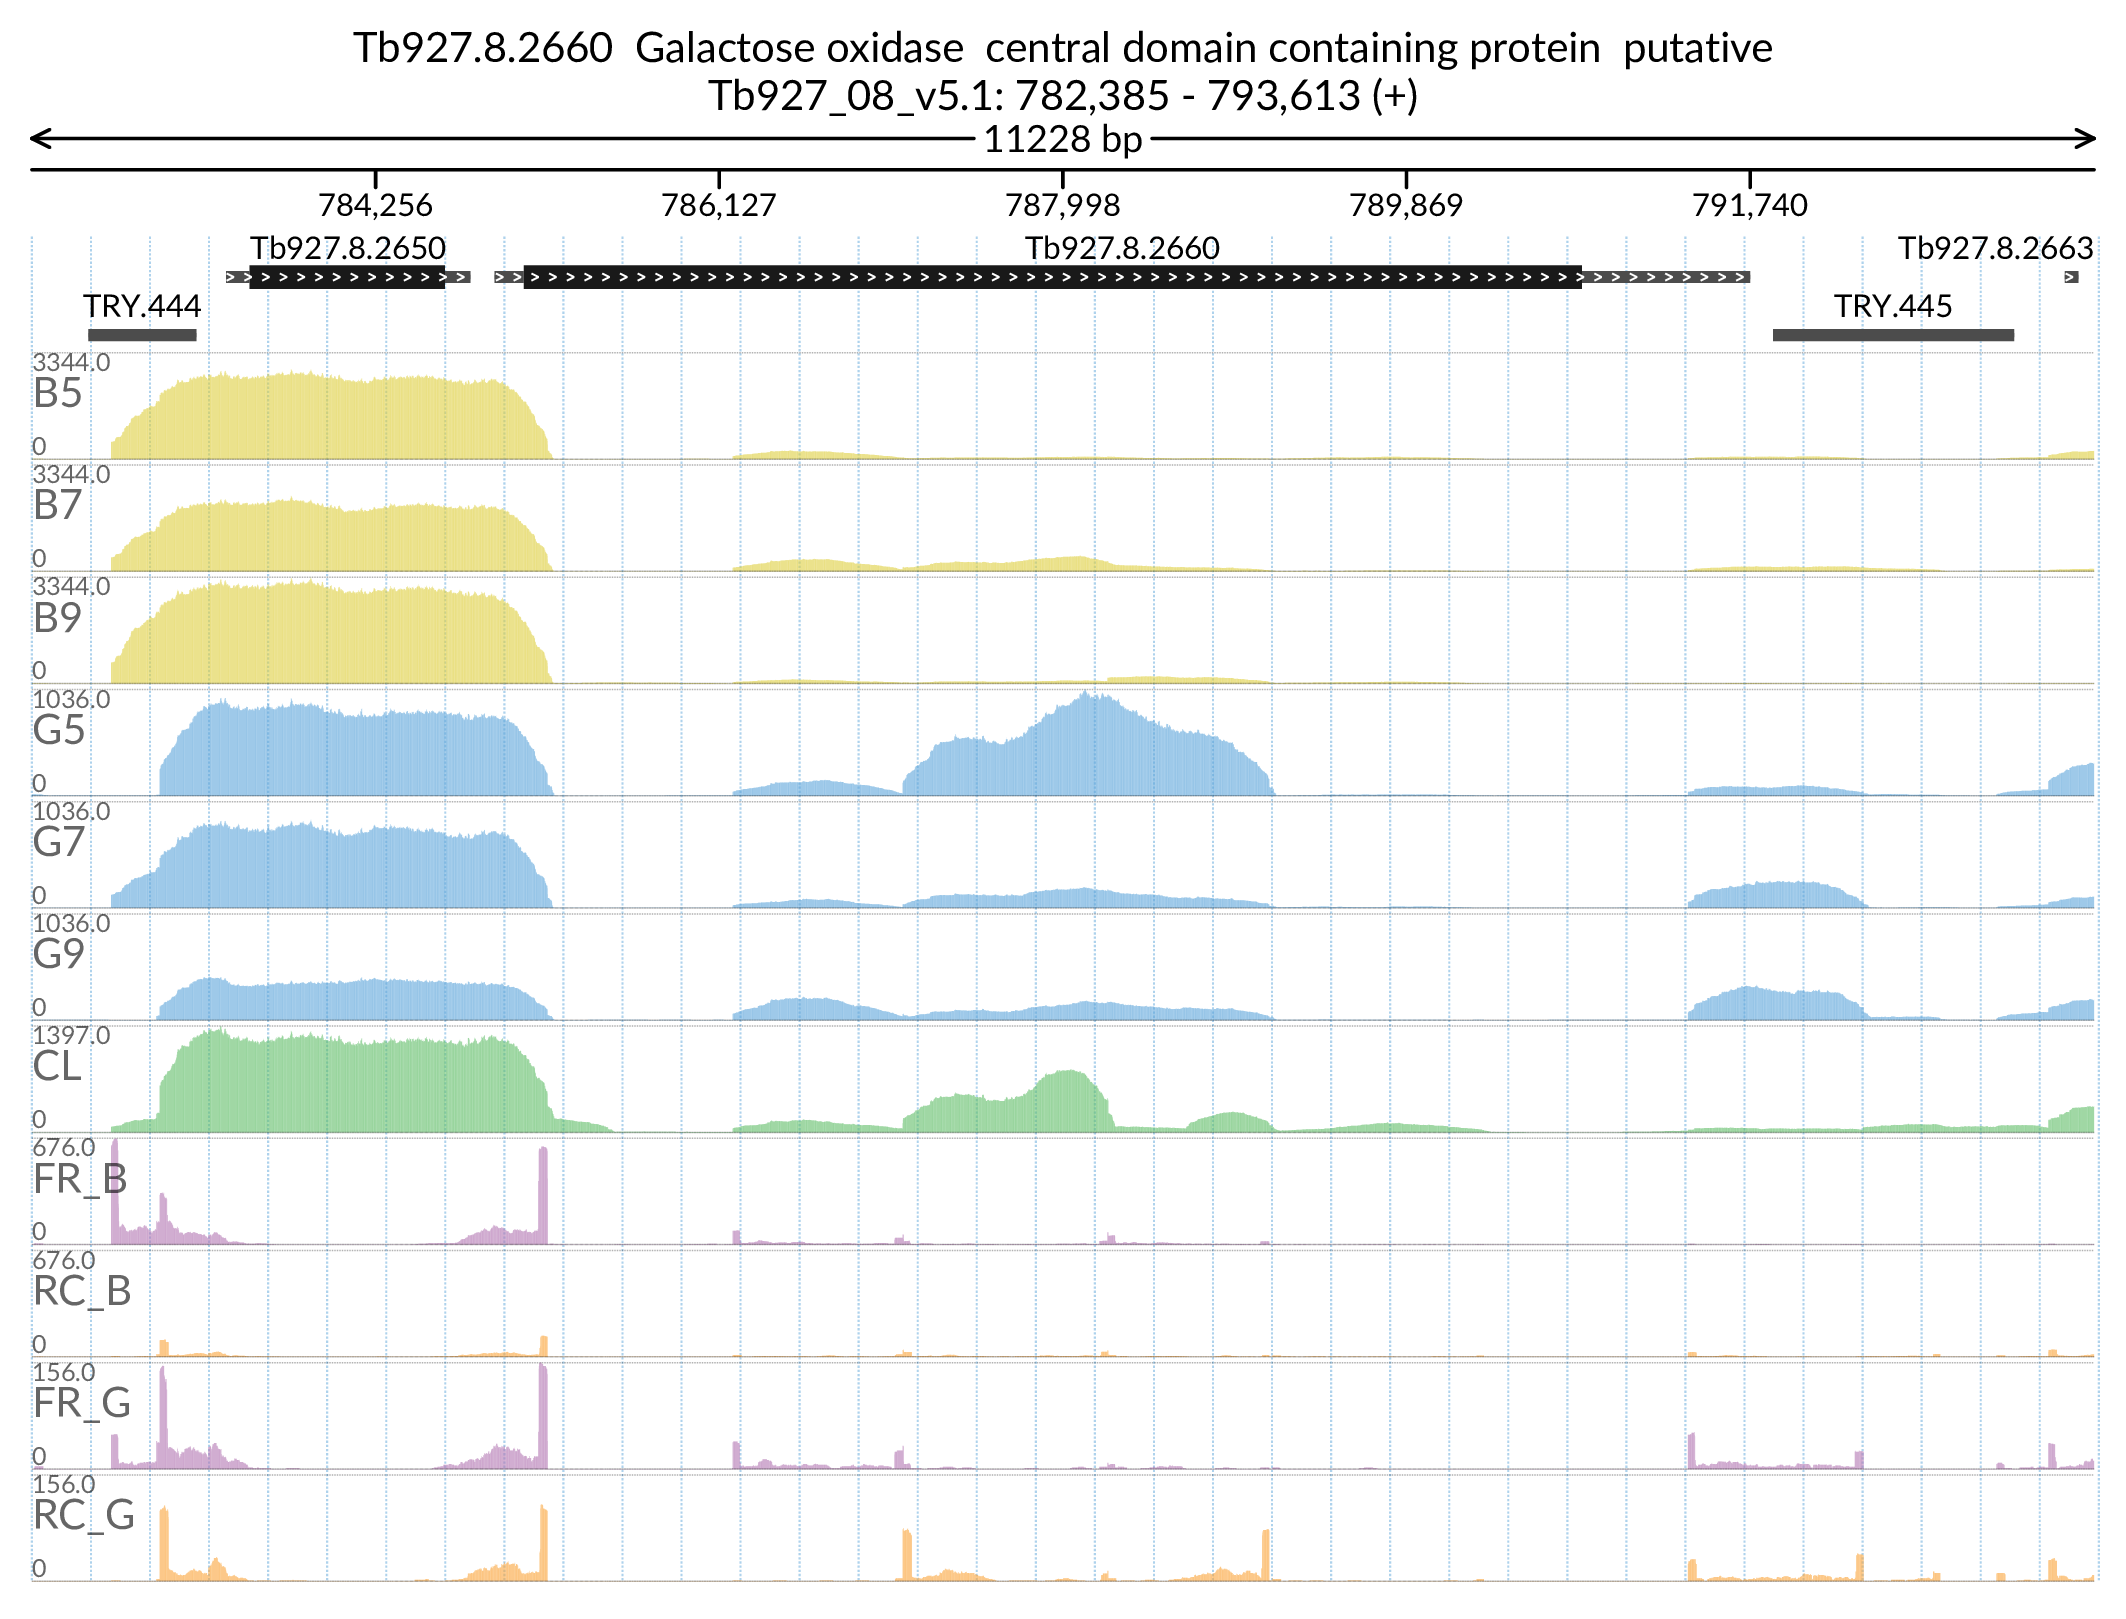 Tb927.8.2660 Galactose oxidase central domain containing protein putative
Tb927_08_v5.1: 782,385 - 793,613 (+)
11228 bp
784,256 786,127 787,998 789,869 791,740
Tb927.8.2650 Tb927.8.2660 Tb927.8.2663
TRY.444 TRY.445
3344.0
B5
0
3344.0
B7
0
3344.0
B9
0
1036.0
G5
0
1036.0
G7
0
1036.0
G9
0
1397.0
CL
0
676.0
FR_B
0
676.0
RC_B
0
156.0
FR_G
0
156.0
RC_G
0